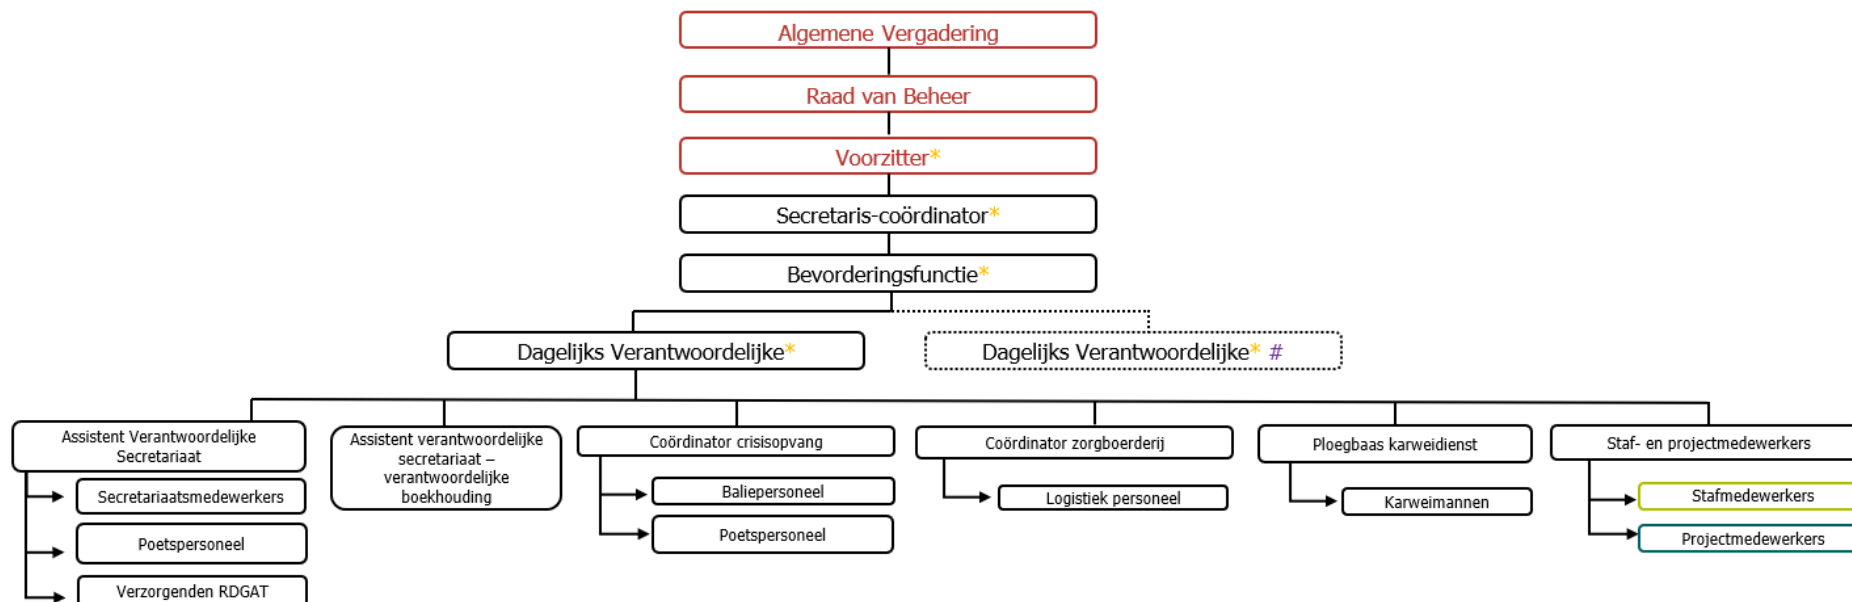 Algemene Vergadering
Raad van Beheer
Voorzitter*
Secretaris-coördinator*
Bevorderingsfunctie*
Dagelijks Verantwoordelijke*
Dagelijks Verantwoordelijke* #
Assistent Verantwoordelijke
Secretariaat
Secretariaatsmedewerkers
Poetspersoneel
Verzorgenden RDGAT
Assistent verantwoordelijke
secretariaat –
verantwoordelijke
boekhouding
Coördinator crisisopvang
Baliepersoneel
Poetspersoneel
Coördinator zorgboerderij
Logistiek personeel
Ploegbaas karweidienst
Karweimannen
Staf- en projectmedewerkers
Stafmedewerkers
Projectmedewerkers